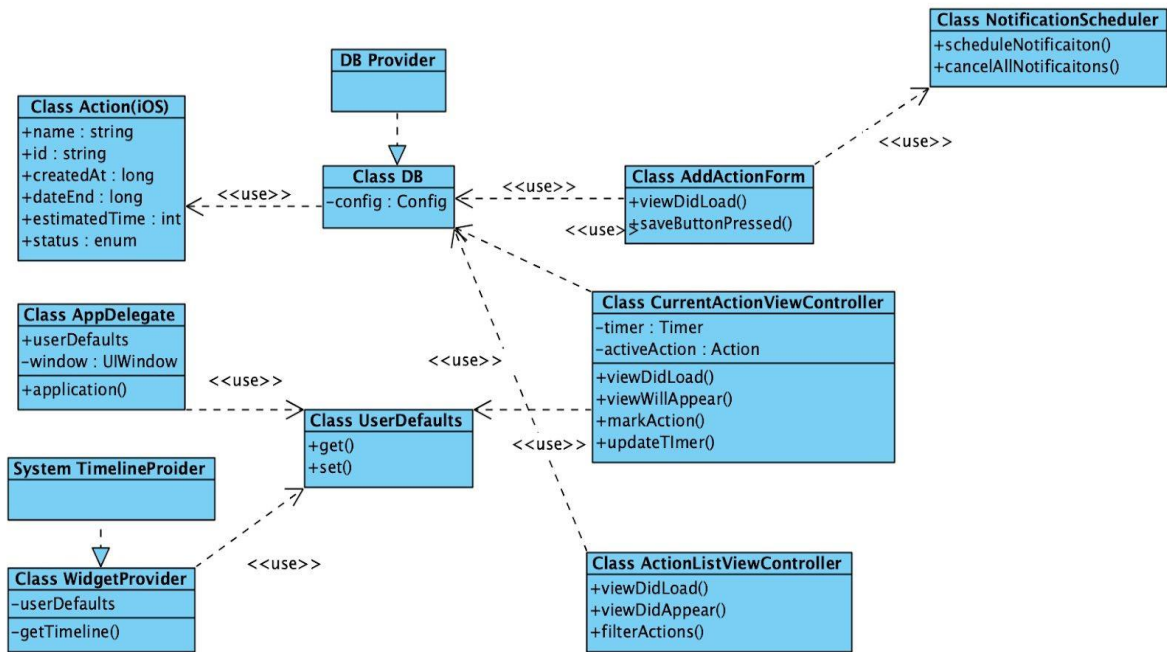 Class NotificationScheduler
+scheduleNotificaiton()
+cancelAllNotificaitons()
DB Provider
Class Action(iOS)
+name : string
+id : string
+createdAt : long
+dateEnd : long
+estimatedTime : int
+status : enum
<<use>>
Class DB
-config : Config
<<use>>
<<use>>
Class AddActionForm
+viewDidLoad()
+saveButtonPressed()
<<use>>
Class AppDelegate
+userDefaults
-window : UIWindow
+application()
<<use>>
<<use>>
Class CurrentActionViewController
-timer : Timer
-activeAction : Action
+viewDidLoad()
+viewWillAppear()
+markAction()
+updateTImer()
Class UserDefaults
+get()
+set()
<<use>>
System TimelineProider
<<use>>
Class WidgetProvider
-userDefaults
-getTimeline()
Class ActionListViewController
+viewDidLoad()
+viewDidAppear()
+filterActions()